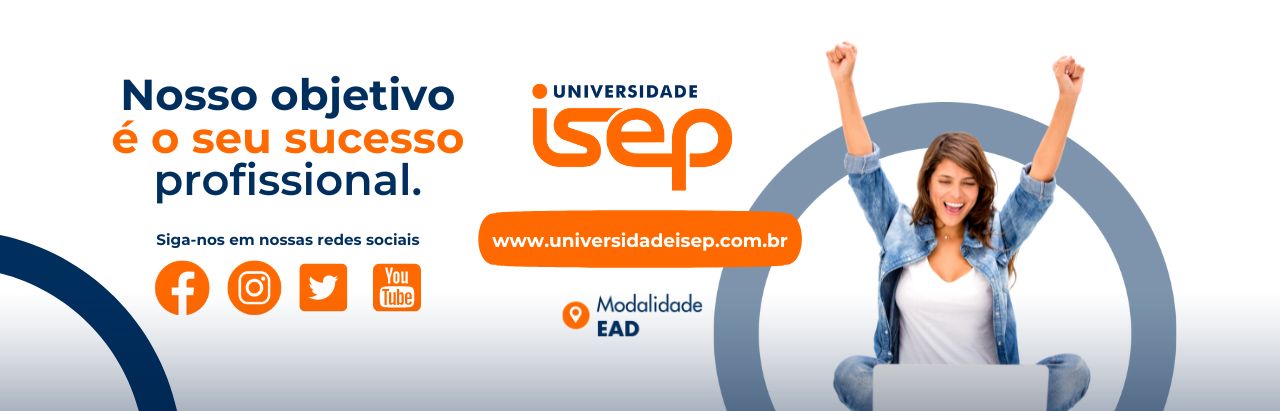 Nosso objetivo
é o seu sucesso
profissional.
Siga-nos em nossas redes sociais
You
Tube
UNIVERSIDADE
isep
www.universidadeisep.com.br
Modalidade
EAD